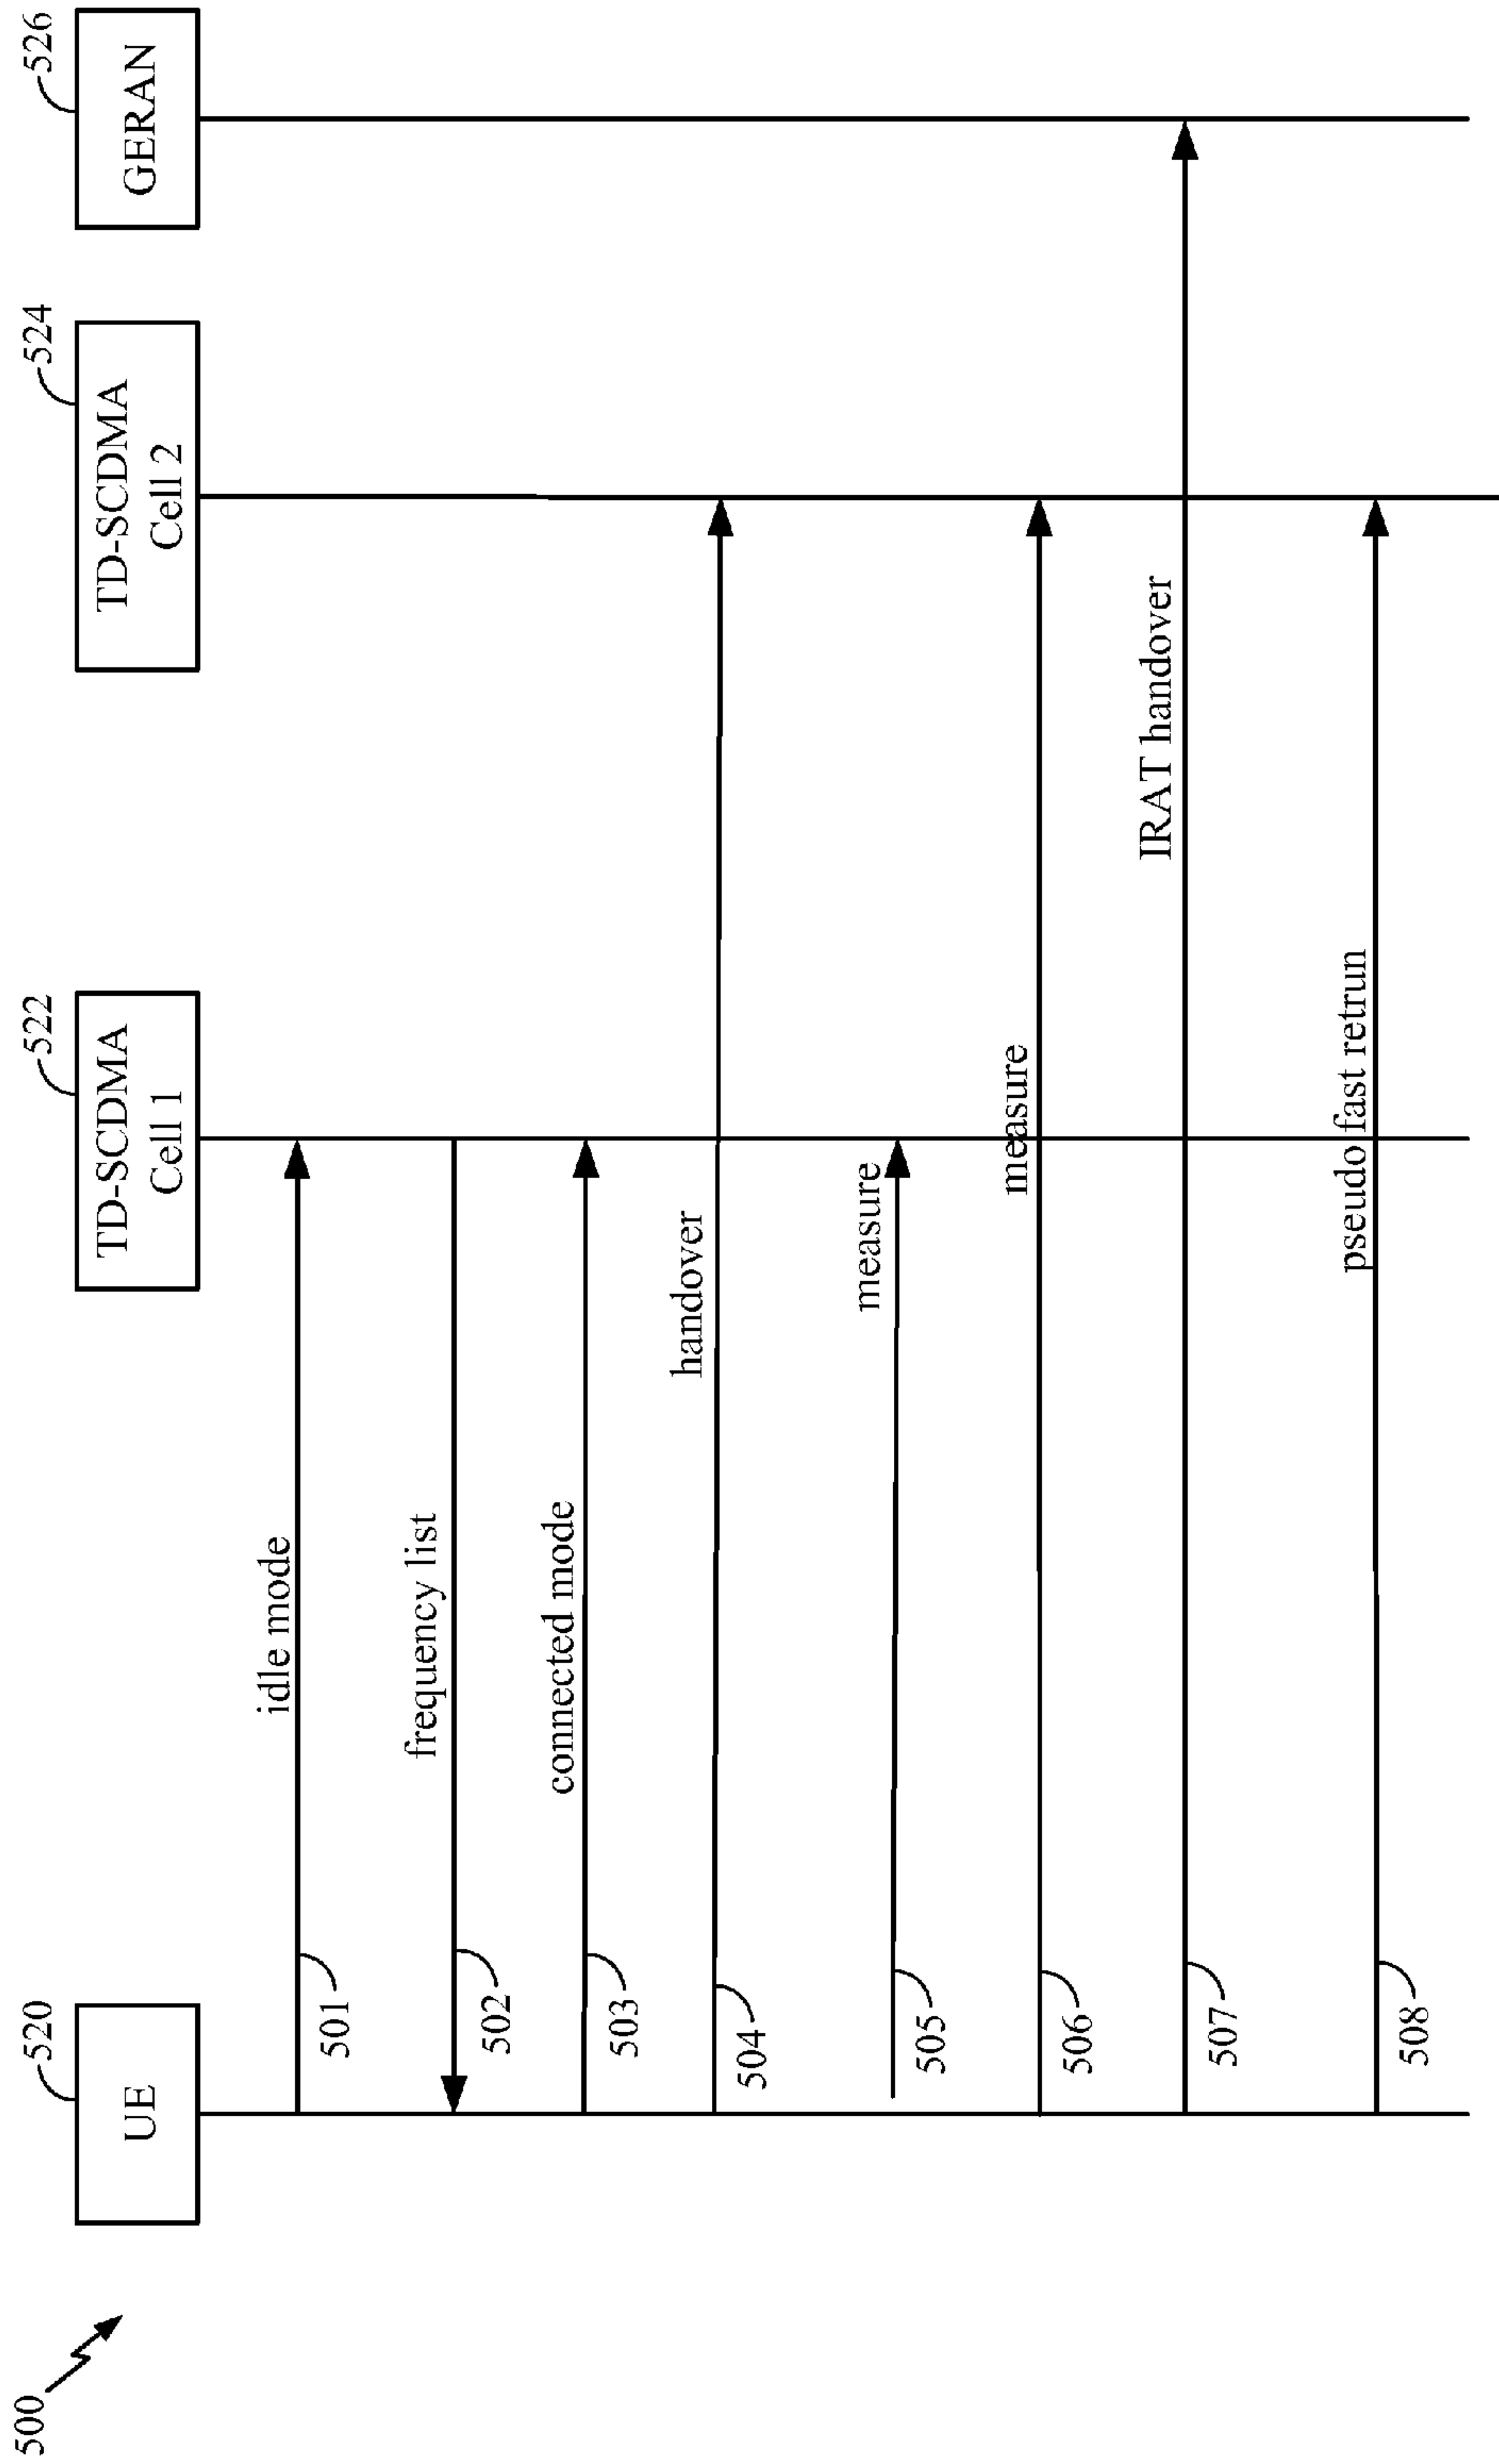 500
520
UE
522
TD-SCDMA
Cell 1
524
TD-SCDMA
Cell 2
526
GERAN
idle mode
501
frequency list
502
connected mode
503
handover
504
measure
505
measure
506
IRAT handover
507
pseudo fast retrun
508